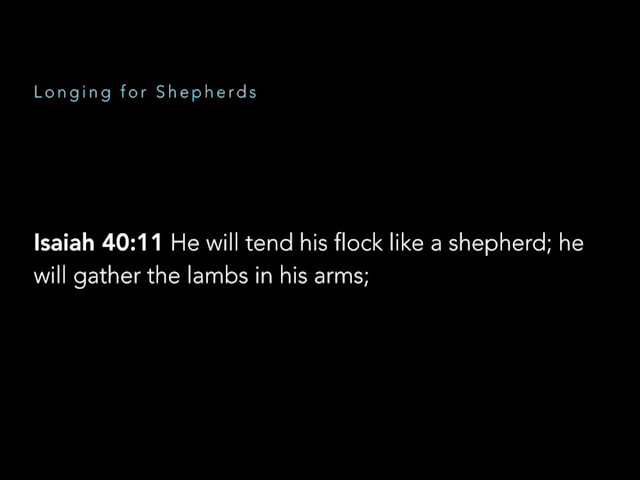 Longing for Shepherds
Isaiah 40:11 He will tend his flock like a shepherd; he
will gather the lambs in his arms;